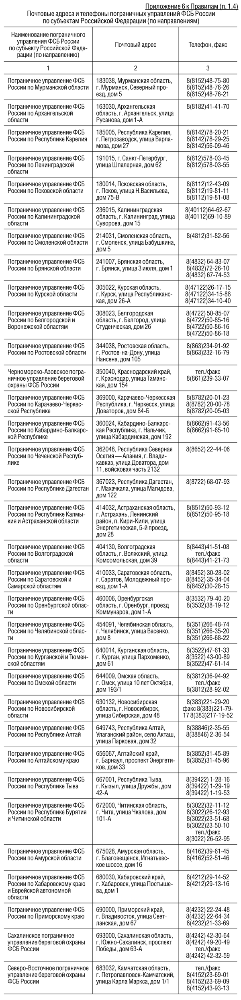 Приложение 6 к Правилам (п. 1.4)
Почтовые адреса и телефоны пограничных управлений ФСБ России
по субъектам Российской Федерации (по направлениям)
Наименование пограничного
управления ФСБ России
по субъекту Российской Феде-
рации (по направлению)
Почтовый адрес
Телефон, факс
1
2
3
Пограничное управление ФСБ
России по Мурманской области
183038, Мурманская область,
г. Мурманск, Северный про-
езд, дом 5
8(8152)48-75-80
8(8152)48-76-26
8(8152)48-76-21
Пограничное управление ФСБ
России по Архангельской
области
163030, Архангельская
область, г. Архангельск, улица
Русанова, дом 1-А
8(8182)41-41-70
Пограничное управление ФСБ
России по Республике Карелия
185005, Республика Карелия,
г. Петрозаводск, улица Варла-
мова, дом 27
8(8142)78-20-21
8(8142)78-29-25
8(8142)56-09-46
Пограничное управление ФСБ
России по Ленинградской
области
191015, г. Санкт-Петербург,
улица Шпалерная, дом 62
8(812)578-03-45
8(812)578-03-55
Пограничное управление ФСБ
России по Псковской области
180014, Псковская область,
г. Псков, улица Н.Васильева,
дом 75-В
8(8112)12-43-09
8(8112)19-81-11
8(8112)19-81-08
Пограничное управление ФСБ
России по Калининградской
области
236015, Калининградская
область, г. Калининград, улица
Суворова, дом 15
8(40112)64-62-67
8(40112)69-10-89
Пограничное управление ФСБ
России по Смоленской области
214031, Смоленская область,
г. Смоленск, улица Бабушкина,
дом 5
8(4812)31-82-56
Пограничное управление ФСБ
России по Брянской области
241007, Брянская область,
г. Брянск, улица 3 июля, дом 1
8(4832) 64-83-07
8(4832)72-26-10
8(4832) 67-74-53
Пограничное управление ФСБ
России по Курской области
305022, Курская область,
г. Курск, улица Республиканс-
кая, дом 26-А
8(47122)26-17-15
8(47122)34-15-88
8(47122)34-10-40
Пограничное управление ФСБ
России по Белгородской и
Воронежской областям
308023, Белгородская
область, г. Белгород, улица
Студенческая, дом 26
8(4722) 50-85-07
8(4722)50-85-16
8(4722)50-86-16
8(4722)50-86-18
Пограничное управление ФСБ
России по Ростовской области
344038, Ростовская область,
г. Ростов-на-Дону, улица
Нансена, дом 105
8(863)234-91-92
8(863)232-16-79
Черноморско-Азовское погра-
ничное управление береговой
охраны ФСБ России
350040, Краснодарский край,
г. Краснодар, улица Таманс-
кая, дом 154
тел./факс
8(861)239-33-07
Пограничное управление ФСБ
России по Карачаево-Черкес-
ской Республике
369000, Карачаево-Черкесская
Республика, г. Черкесск, улица
Доваторов, дом 84-Б
8(8782)20-01-23
8(8782) 20-00-78
8(8782)20-05-03
Пограничное управление ФСБ
России по Кабардино-Балкарс-
кой Республике
360024, Кабардино-Балкарс-
кая Республика, г. Нальчик,
улица Кабардинская, дом 192
8(8662)91-43-56
8(8662)91-65-10
Пограничное управление ФСБ
России по Чеченской Респуб-
лике
362048, Республика Северная
Осетия — Алания, г. Влади-
кавказ, улица Доватора, дом
11, войсковая часть 2132
8(8652) 22-44-06
Пограничное управление ФСБ
России по Республике Дагестан
367023, Республика Дагестан,
г. Махачкала, улица Магидова,
дом 122
8(8722) 68-07-93
Пограничное управление ФСБ
России по Республике Калмы-
кия и Астраханской области
414032, Астраханская область,
г. Астрахань, Ленинский
район, п. Кири-Кили, улица
Энергетическая, 5-й проезд,
дом 28
8(8512)50-93-12
8(8512)50-95-18
Пограничное управление ФСБ
России по Волгоградской
области
404130, Волгоградская
область, г. Волжский, улица
Комсомольская, дом 39
8(8443)41-51-08
тел./факс
8(8443)41-21-73
Пограничное управление ФСБ
России по Саратовской и
Самарской областям
410033, Саратовская область,
г. Саратов, Молодежный про-
езд, дом 1-А
8(8452) 30-28-02
8(8452) 35-34-04
8(8452)30-28-15
Пограничное управление ФСБ
России по Оренбургской облас-
ти
460006, Оренбургская
область, г. Оренбург, проезд
Коммунаров, дом 1-А
8(3532) 79-40-20
8(3532)38-19-12
Пограничное управление ФСБ
России по Челябинской облас-
ти
454091, Челябинская область,
г. Челябинск, улица Васенко,
дом 8
8(351)266-48-74
8(351)266-35-20
8(351)266-68-22
Пограничное управление ФСБ
России по Курганской и Тюмен-
ской областям
640014, Курганская область,
г. Курган, улица Пархоменко,
дом 61
8(3522)47-61-33
8(3522) 43-00-89
8(3522)47-61-14
Пограничное управление ФСБ
России по Омской области
644009, Омская область,
г. Омск, улица 10 лет Октября,
дом 193/1
8(3812)36-94-92
тел./факс
8(3812)28-92-02
Пограничное управление ФСБ
России по Новосибирской
области
630132, Новосибирская
область, г. Новосибирск,
улица Сибирская, дом 48
8(383)221-29-20
факс 8(383)221-79-
17 8(383)217-19-52
Пограничное управление ФСБ
России по Республике Алтай
649743, Республика Алтай,
Улаганский район, село Акташ,
улица Парковая, дом 32
8(38846)2-35-55
8(38846) 2-36-54
Пограничное управление ФСБ
России по Алтайскому краю
656067, Алтайский край,
г. Барнаул, проспект Энергети-
ков, дом 33
8(3852)31-45-89
8(3852)31-45-96
Пограничное управление ФСБ
России по Республике Тыва
667001, Республика Тыва,
г. Кызыл, улица Дружбы, дом
42-А
8(39422) 1-28-16
8(39422) 1-29-19
8(39422) 1-19-53
Пограничное управление ФСБ
России по Республике Бурятия
и Читинской области
672000, Читинская область,
г. Чита, улица Чкалова, дом
101-А
8(3022)32-11-12
8(3022)26-12-93
8(3022)23-51-68
8(3022)23-50-10
тел./факс
8(3022) 26-52-95
Пограничное управление ФСБ
России по Амурской области
675028, Амурская область,
г. Благовещенск, Игнатьевс-
кое шоссе, дом 16
8(4162)39-61-45
8(4162)52-51-46
Пограничное управление ФСБ
России по Хабаровскому краю
и Еврейской автономной
области
680030, Хабаровский край,
г. Хабаровск, улица Постыше-
ва, дом 1
8(4212)29-14-52
8(4212)29-13-16
Пограничное управление ФСБ
России по Приморскому краю
690000, Приморский край,
г. Владивосток, улица Свет-
ланская, дом 67
8(4232) 22-24-48
8(4232) 22-64-34
8(4232)21-33-69
Сахалинское пограничное
управление береговой охраны
ФСБ России
693000, Сахалинская область,
г. Южно-Сахалинск, проспект
Победы, дом 63-А
8(4242) 42-30-64
8(4242) 49-20-49
тел./факс
8(4242) 42-32-59
Северо-Восточное пограничное
управление береговой охраны
ФСБ России
683032, Камчатская область,
г. Петропавловск-Камчатский,
улица Карла Маркса, дом 1/1
тел./факс
8(4152)23-69-01
8(4152)23-69-09
8(4152)43-93-13